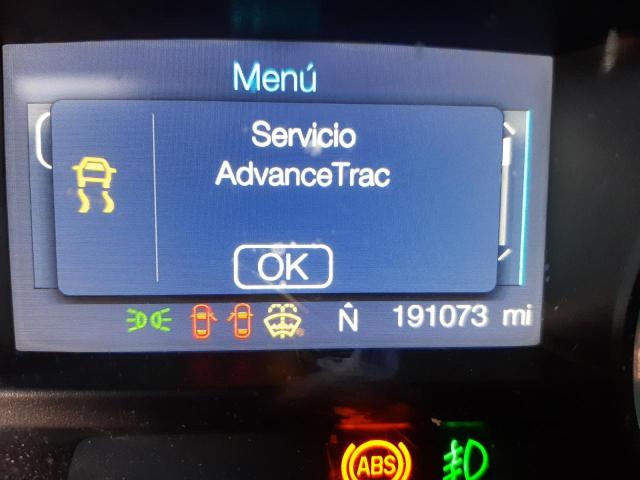 Menú
Servicio
AdvanceTrac
OK
N 191073 mi
ABS